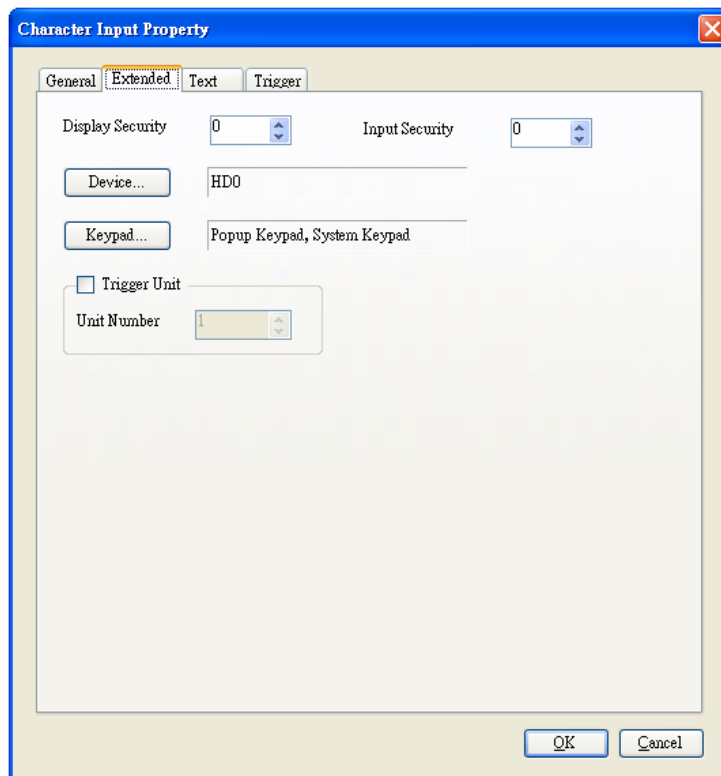 Character Input Property
General Extended Text Trigger
Display Security 0 Input Security 0
Device... HD0
Keypad... Popup Keypad, System Keypad
Trigger Unit
Unit Number 1
OK Cancel